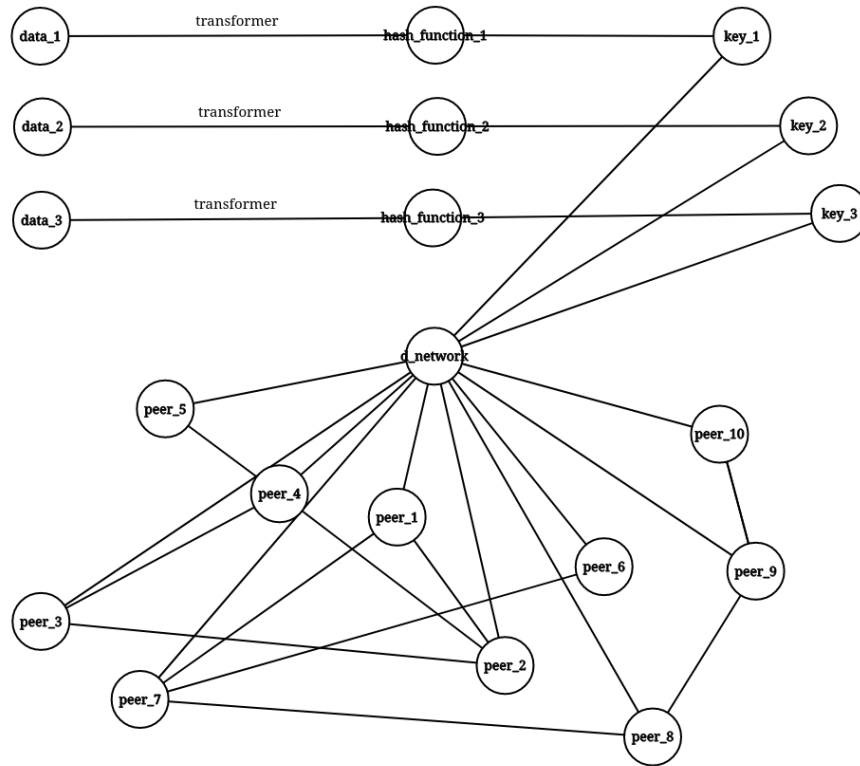 transformer
data_1
hash_function_1
key_1
transformer
data_2
hash_function_2
key_2
transformer
data_3
hash_function_3
key_3
d_network
peer_5
peer_10
peer_4
peer_1
peer_6
peer_9
peer_3
peer_2
peer_7
peer_8